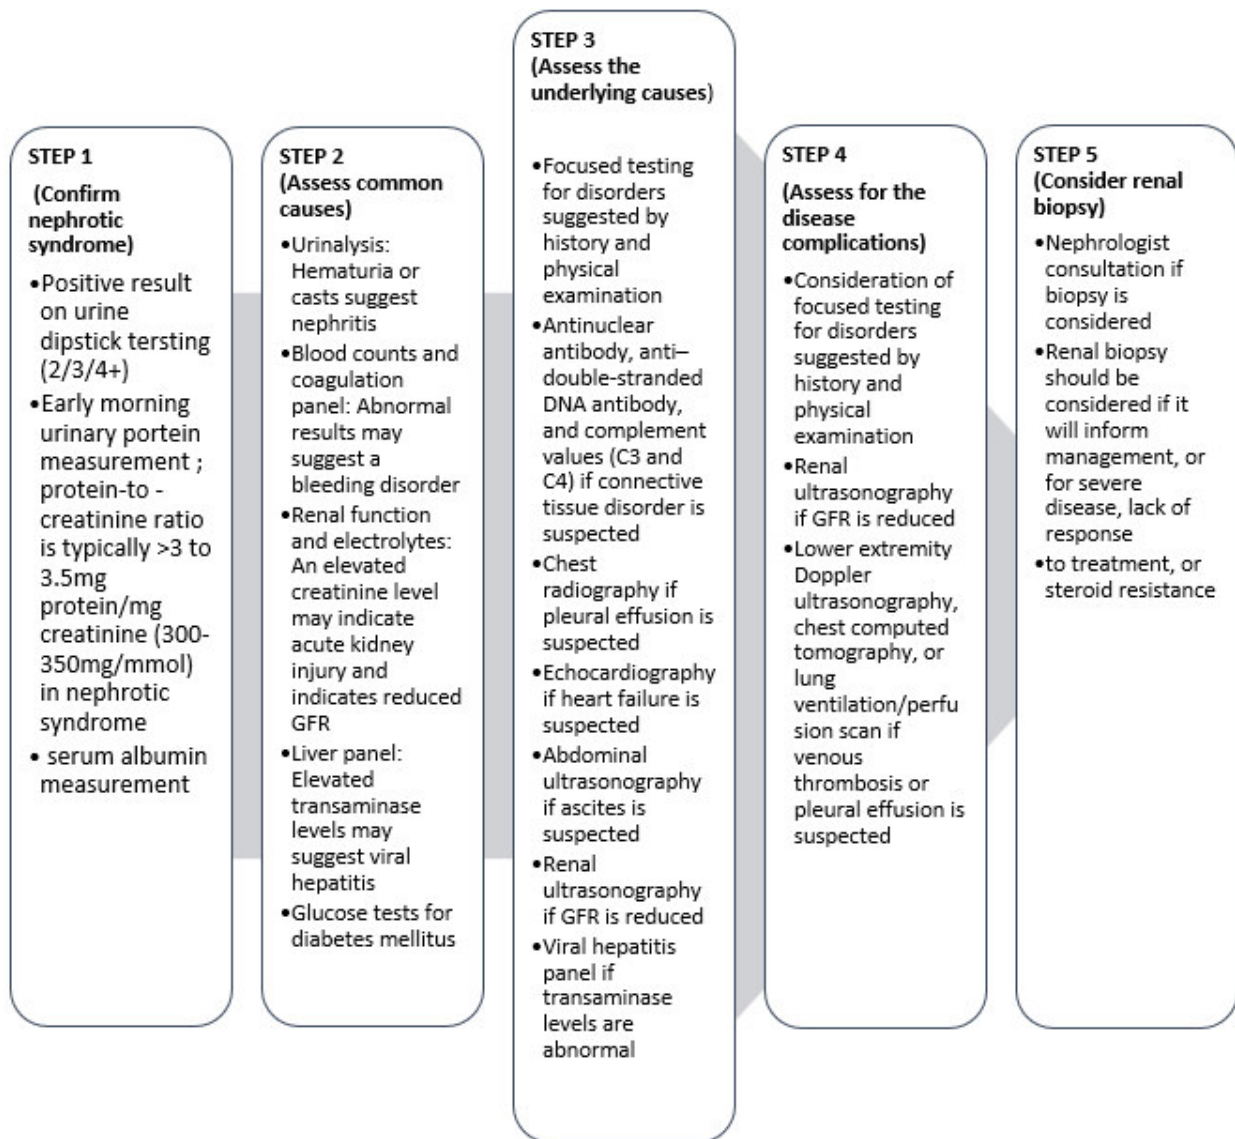 STEP 1
(Confirm
nephrotic
syndrome)
•Positive result
on urine
dipstick tersting
(2/3/4+)
•Early morning
urinary portein
measurement ;
protein-to -
creatinine ratio
is typically >3 to
3.5mg
protein/mg
creatinine (300-
350mg/mmol)
in nephrotic
syndrome
• serum albumin
measurement
STEP 2
(Assess common
causes)
•Urinalysis:
Hematuria or
casts suggest
nephritis
•Blood counts and
coagulation
panel: Abnormal
results may
suggest a
bleeding disorder
•Renal function
and electrolytes:
An elevated
creatinine level
may indicate
acute kidney
injury and
indicates reduced
GFR
•Liver panel:
Elevated
transaminase
levels may
suggest viral
hepatitis
•Glucose tests for
diabetes mellitus
STEP 3
(Assess the
underlying causes)
•Focused testing
for disorders
suggested by
history and
physical
examination
•Antinuclear
antibody, anti–
double-stranded
DNA antibody,
and complement
values (C3 and
C4) if connective
tissue disorder is
suspected
•Chest
radiography if
pleural effusion is
suspected
•Echocardiography
if heart failure is
suspected
•Abdominal
ultrasonography
if ascites is
suspected
•Renal
ultrasonography
if GFR is reduced
•Viral hepatitis
panel if
transaminase
levels are
abnormal
STEP 4
(Assess for the
disease
complications)
•Consideration of
focused testing
for disorders
suggested by
history and
physical
examination
•Renal
ultrasonography
if GFR is reduced
•Lower extremity
Doppler
ultrasonography,
chest computed
tomography, or
lung
ventilation/perfu
sion scan if
venous
thrombosis or
pleural effusion is
suspected
STEP 5
(Consider renal
biopsy)
•Nephrologist
consultation if
biopsy is
considered
•Renal biopsy
should be
considered if it
will inform
management, or
for severe
disease, lack of
response
•to treatment, or
steroid resistance